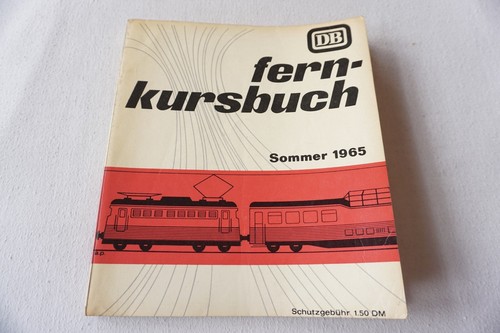 DB
fern-
kursbuch
Sommer 1965
a.p.
Schutzgebühr 1.50 DM